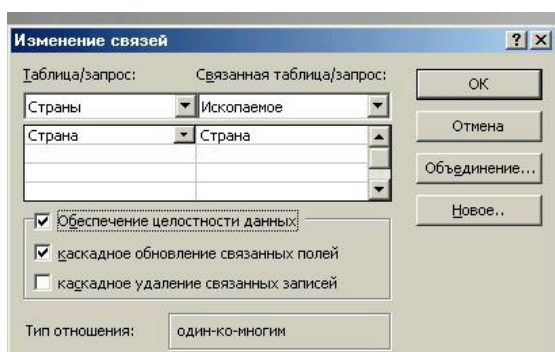 Изменение связей
Таблица/запрос: Связанная таблица/запрос:
Страны Ископаемое
Страна Страна
ОК
Отмена
Объединение...
Новое..
Обеспечение целостности данных
каскадное обновление связанных полей
каскадное удаление связанных записей
Тип отношения: один-ко-многим